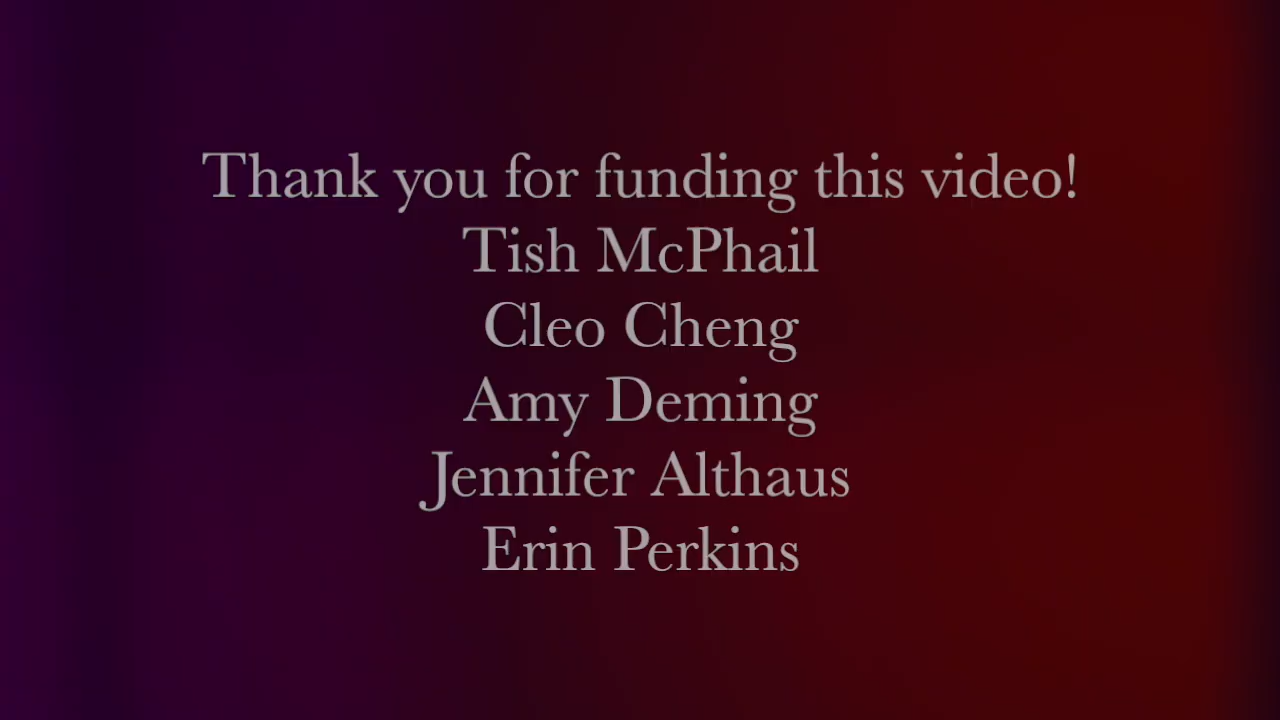 Thank you for funding this video!
Tish McPhail
Cleo Cheng
Amy Deming
Jennifer Althaus
Erin Perkins